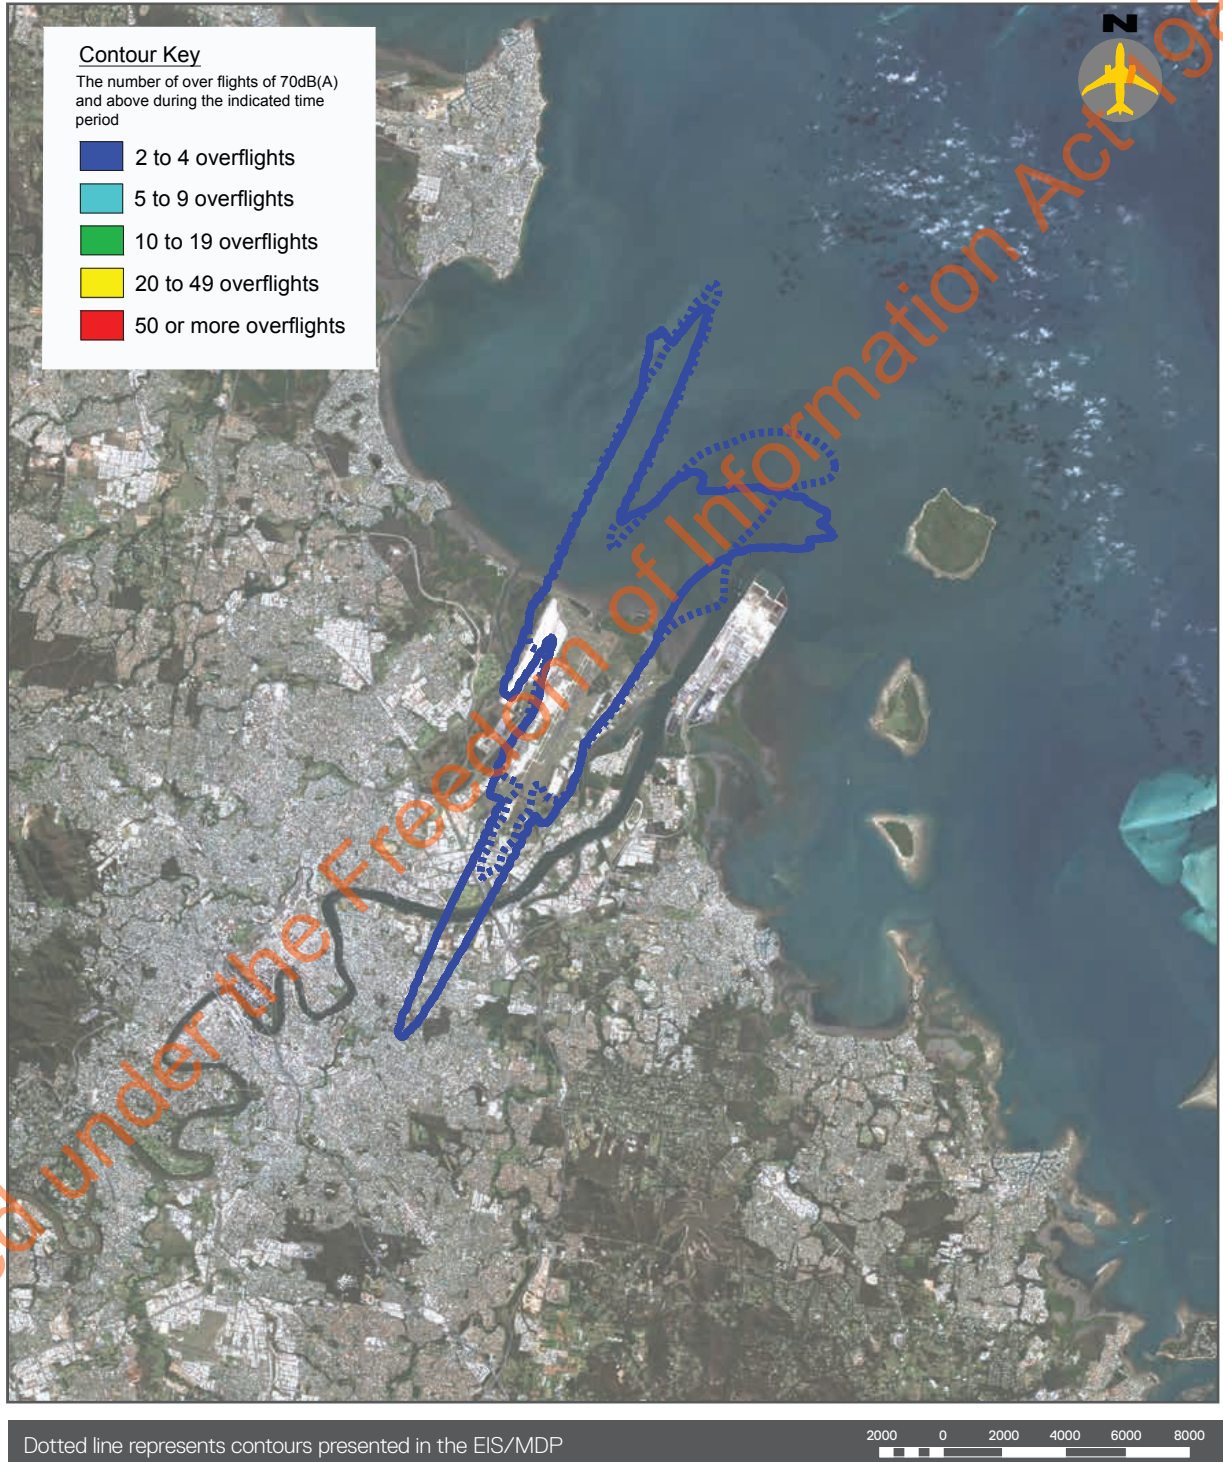 Contour Key
The number of over flights of 70dB(A)
and above during the indicated time
period
2 to 4 overflights
5 to 9 overflights
10 to 19 overflights
20 to 49 overflights
50 or more overflights
N
under the Freedom of Information Act
Dotted line represents contours presented in the EIS/MDP
2000 0 2000 4000 6000 8000